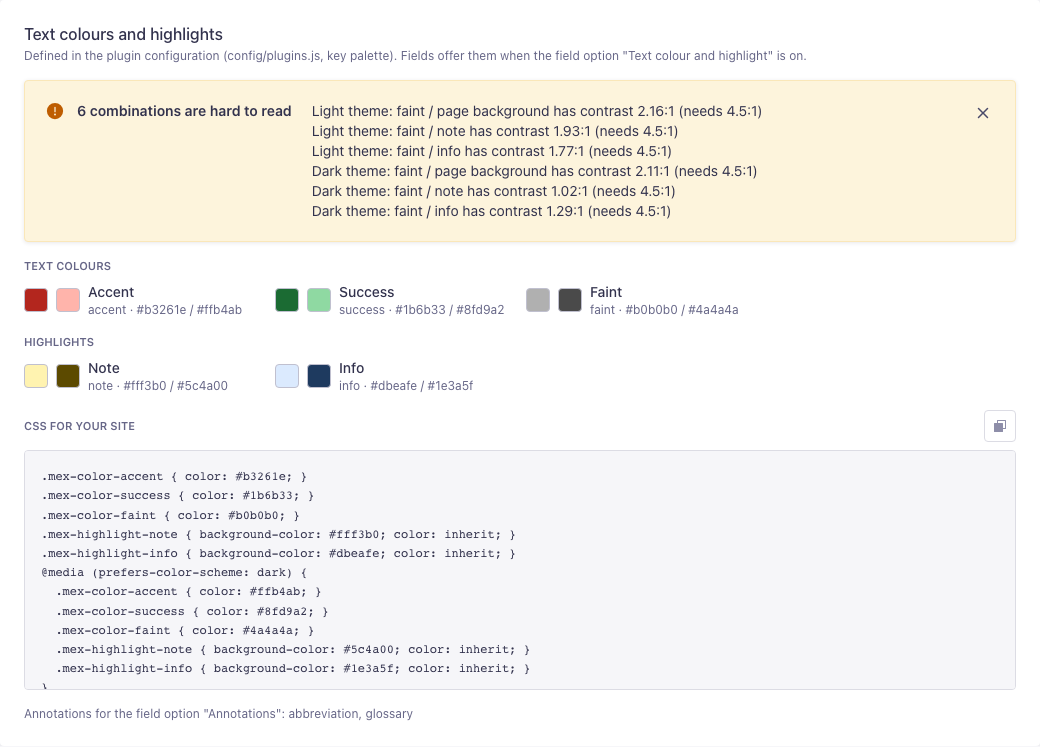 Text colours and highlights
Defined in the plugin configuration (config/plugins.js, key palette). Fields offer them when the field option "Text colour and highlight" is on.
6 combinations are hard to read
Light theme: faint / page background has contrast 2.16:1 (needs 4.5:1)
Light theme: faint / note has contrast 1.93:1 (needs 4.5:1)
Light theme: faint / info has contrast 1.77:1 (needs 4.5:1)
Dark theme: faint / page background has contrast 2.11:1 (needs 4.5:1)
Dark theme: faint / note has contrast 1.02:1 (needs 4.5:1)
Dark theme: faint / info has contrast 1.29:1 (needs 4.5:1)
TEXT COLOURS
Accent
accent · #b3261e / #ffb4ab
Success
success · #1b6b33 / #8fd9a2
Faint
faint · #b0b0b0 / #4a4a4a
HIGHLIGHTS
Note
note · #fff3b0 / #5c4a00
Info
info · #dbeafe / #1e3a5f
CSS FOR YOUR SITE
.mex-color-accent { color: #b3261e; }
.mex-color-success { color: #1b6b33; }
.mex-color-faint { color: #b0b0b0; }
.mex-highlight-note { background-color: #fff3b0; color: inherit; }
.mex-highlight-info { background-color: #dbeafe; color: inherit; }
@media (prefers-color-scheme: dark) {
  .mex-color-accent { color: #ffb4ab; }
  .mex-color-success { color: #8fd9a2; }
  .mex-color-faint { color: #4a4a4a; }
  .mex-highlight-note { background-color: #5c4a00; color: inherit; }
  .mex-highlight-info { background-color: #1e3a5f; color: inherit; }
}
Annotations for the field option "Annotations": abbreviation, glossary